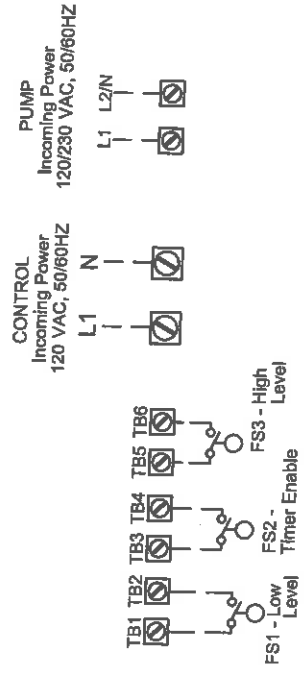 PUMP
Incoming Power
120/230 VAC, 50/60HZ
L1 L2/N
CONTROL
Incoming Power
120 VAC, 50/60HZ
L1 N
TB1 TB2 TB3 TB4 TB5 TB6
FS1 - Low
Level
FS2 -
Timer Enable
FS3 - High
Level